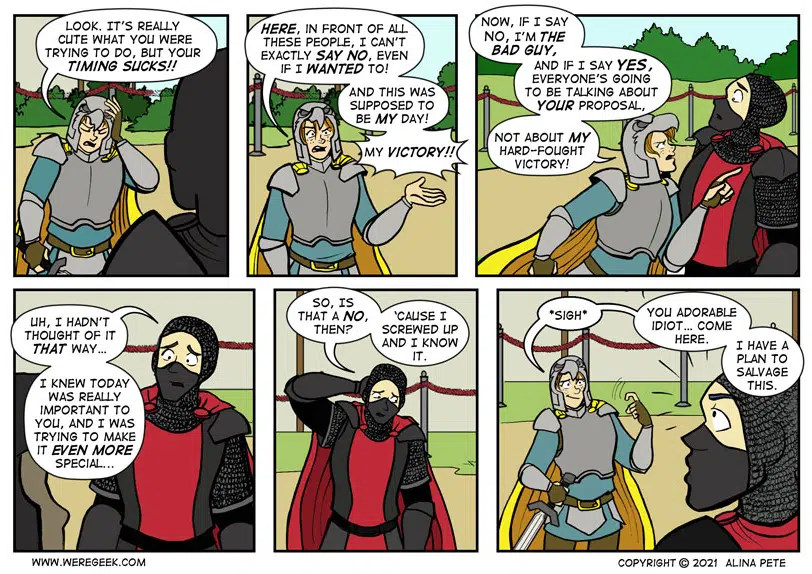 LOOK. IT'S REALLY
CUTE WHAT YOU WERE
TRYING TO DO, BUT YOUR
TIMING SUCKS!!
HERE, IN FRONT OF ALL
THESE PEOPLE, I CAN'T
EXACTLY SAY NO, EVEN
IF I WANTED TO!
AND THIS WAS
SUPPOSED TO
BE MY DAY!
MY VICTORY!!
NOW, IF I SAY
NO, I'M THE
BAD GUY,
AND IF I SAY YES,
EVERYONE'S GOING
TO BE TALKING ABOUT
YOUR PROPOSAL,
NOT ABOUT MY
HARD-FOUGHT
VICTORY!
UH, I HADN'T
THOUGHT OF IT
THAT WAY...
I KNEW TODAY
WAS REALLY
IMPORTANT TO
YOU, AND I WAS
TRYING TO MAKE
IT EVEN MORE
SPECIAL...
SO, IS
THAT A NO,
THEN?
'CAUSE I
SCREWED UP
AND I KNOW
IT.
*SIGH*
YOU ADORABLE
IDIOT... COME
HERE.
I HAVE A
PLAN TO
SALVAGE
THIS.
WWW.WEREGEEK.COM
COPYRIGHT © 2021 ALINA PETE